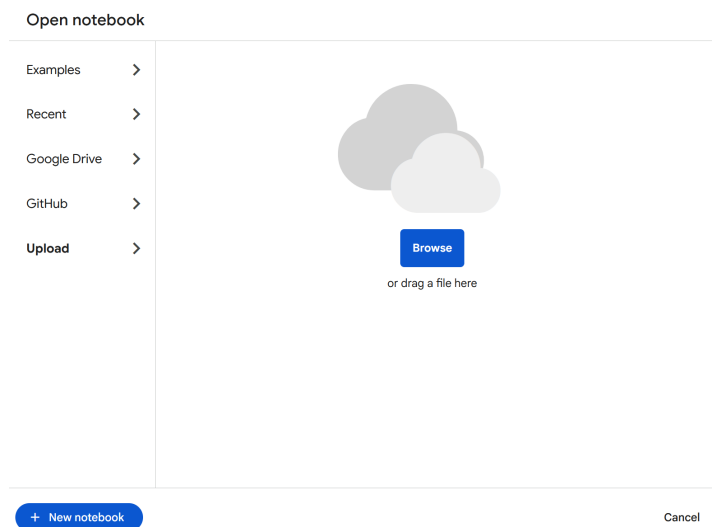 Open notebook
Examples
Recent
Google Drive
GitHub
Upload
Browse
or drag a file here
+ New notebook
Cancel